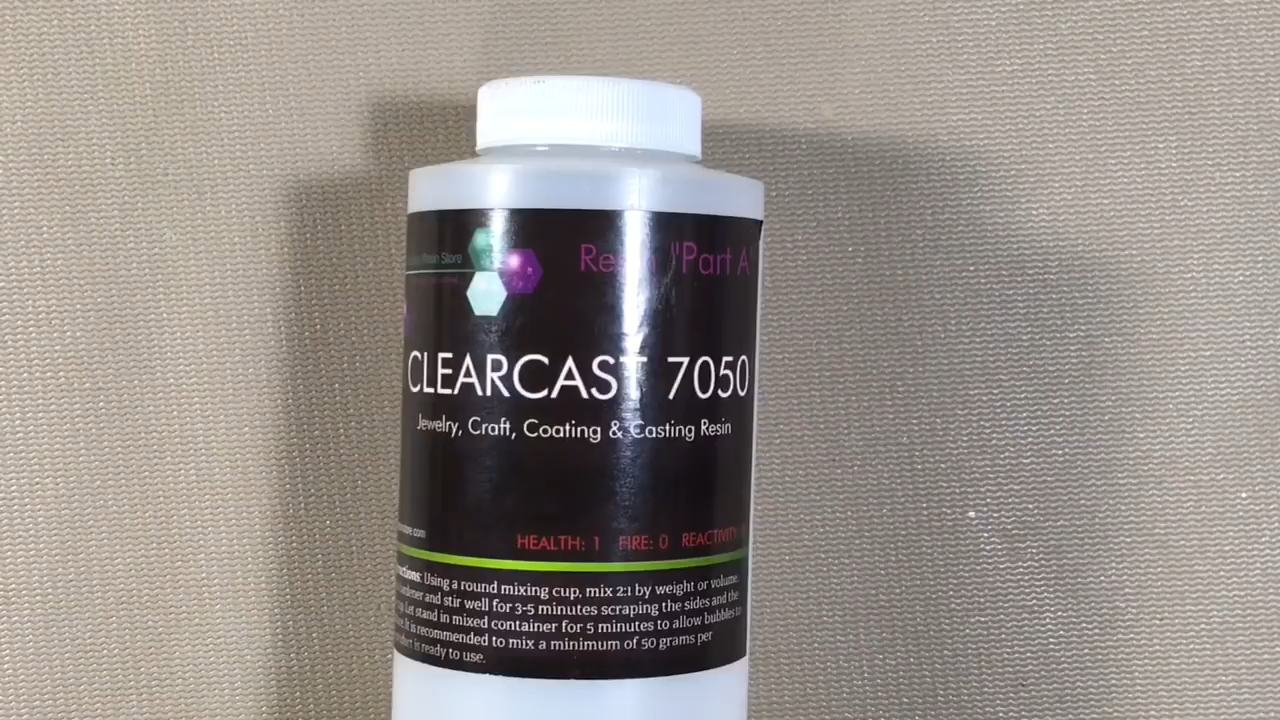 Resin Store
Resin "Part A
CLEARCAST 7050
Jewelry, Craft, Coating & Casting Resin
HEALTH: 1 FIRE: 0 REACTIVITY:
Using a round mixing cup, mix 2:1 by weight or volume.
and stir well for 3-5 minutes scraping the sides and the
Let stand in mixed container for 5 minutes to allow bubbles to
It is recommended to mix a minimum of 50 grams per
is ready to use.